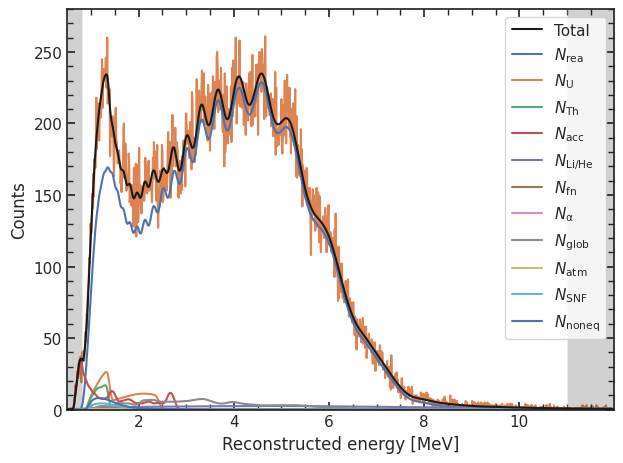 250
200
150
100
50
0
Counts
2
4
6
8
10
Reconstructed energy [MeV]
Total
N_rea
N_U
N_Th
N_acc
N_Li/He
N_fn
N_α
N_glob
N_atm
N_SNF
N_noneq